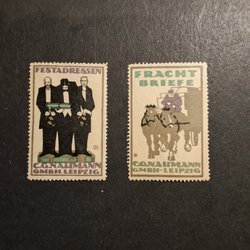 FESTADRESSEN
C.G.NAUMANN
GMBH·LEIPZIG
FRACHT
BRIEFE
C.G.NAUMANN
GMBH·LEIPZIG